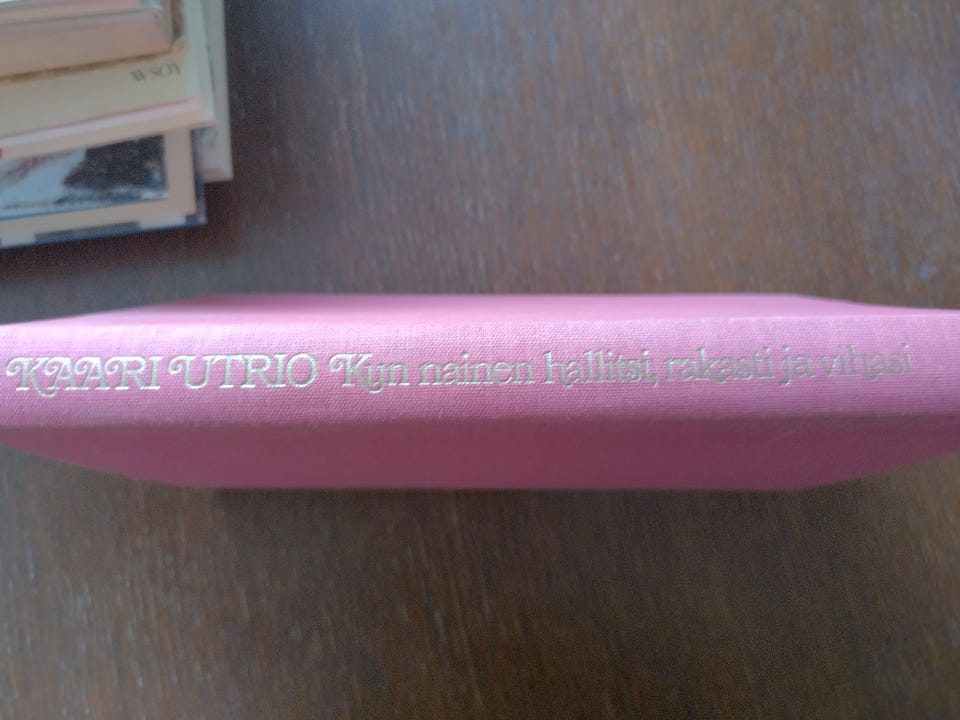 WSOY
KAARI UTRIO Kun nainen hallitsi, rakasti ja vihasi